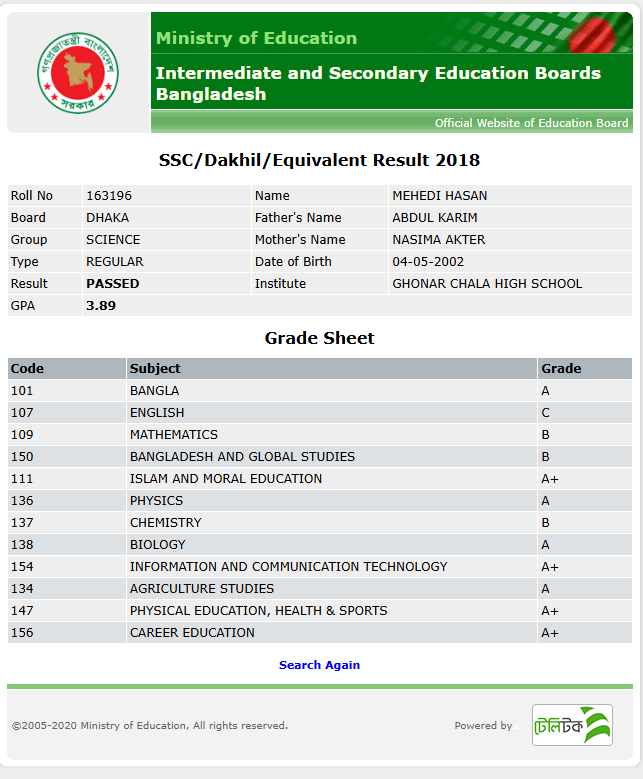 গণপ্রজাতন্ত্রী বাংলাদেশ
সরকার
Ministry of Education
Intermediate and Secondary Education Boards
Bangladesh
Official Website of Education Board
SSC/Dakhil/Equivalent Result 2018
Roll No 163196 Name MEHEDI HASAN
Board DHAKA Father's Name ABDUL KARIM
Group SCIENCE Mother's Name NASIMA AKTER
Type REGULAR Date of Birth 04-05-2002
Result PASSED Institute GHONAR CHALA HIGH SCHOOL
GPA 3.89
Grade Sheet
Code Subject Grade
101 BANGLA A
107 ENGLISH C
109 MATHEMATICS B
150 BANGLADESH AND GLOBAL STUDIES B
111 ISLAM AND MORAL EDUCATION A+
136 PHYSICS A
137 CHEMISTRY B
138 BIOLOGY A
154 INFORMATION AND COMMUNICATION TECHNOLOGY A+
134 AGRICULTURE STUDIES A
147 PHYSICAL EDUCATION, HEALTH & SPORTS A+
156 CAREER EDUCATION A+
Search Again
©2005-2020 Ministry of Education, All rights reserved. Powered by টেলিটক